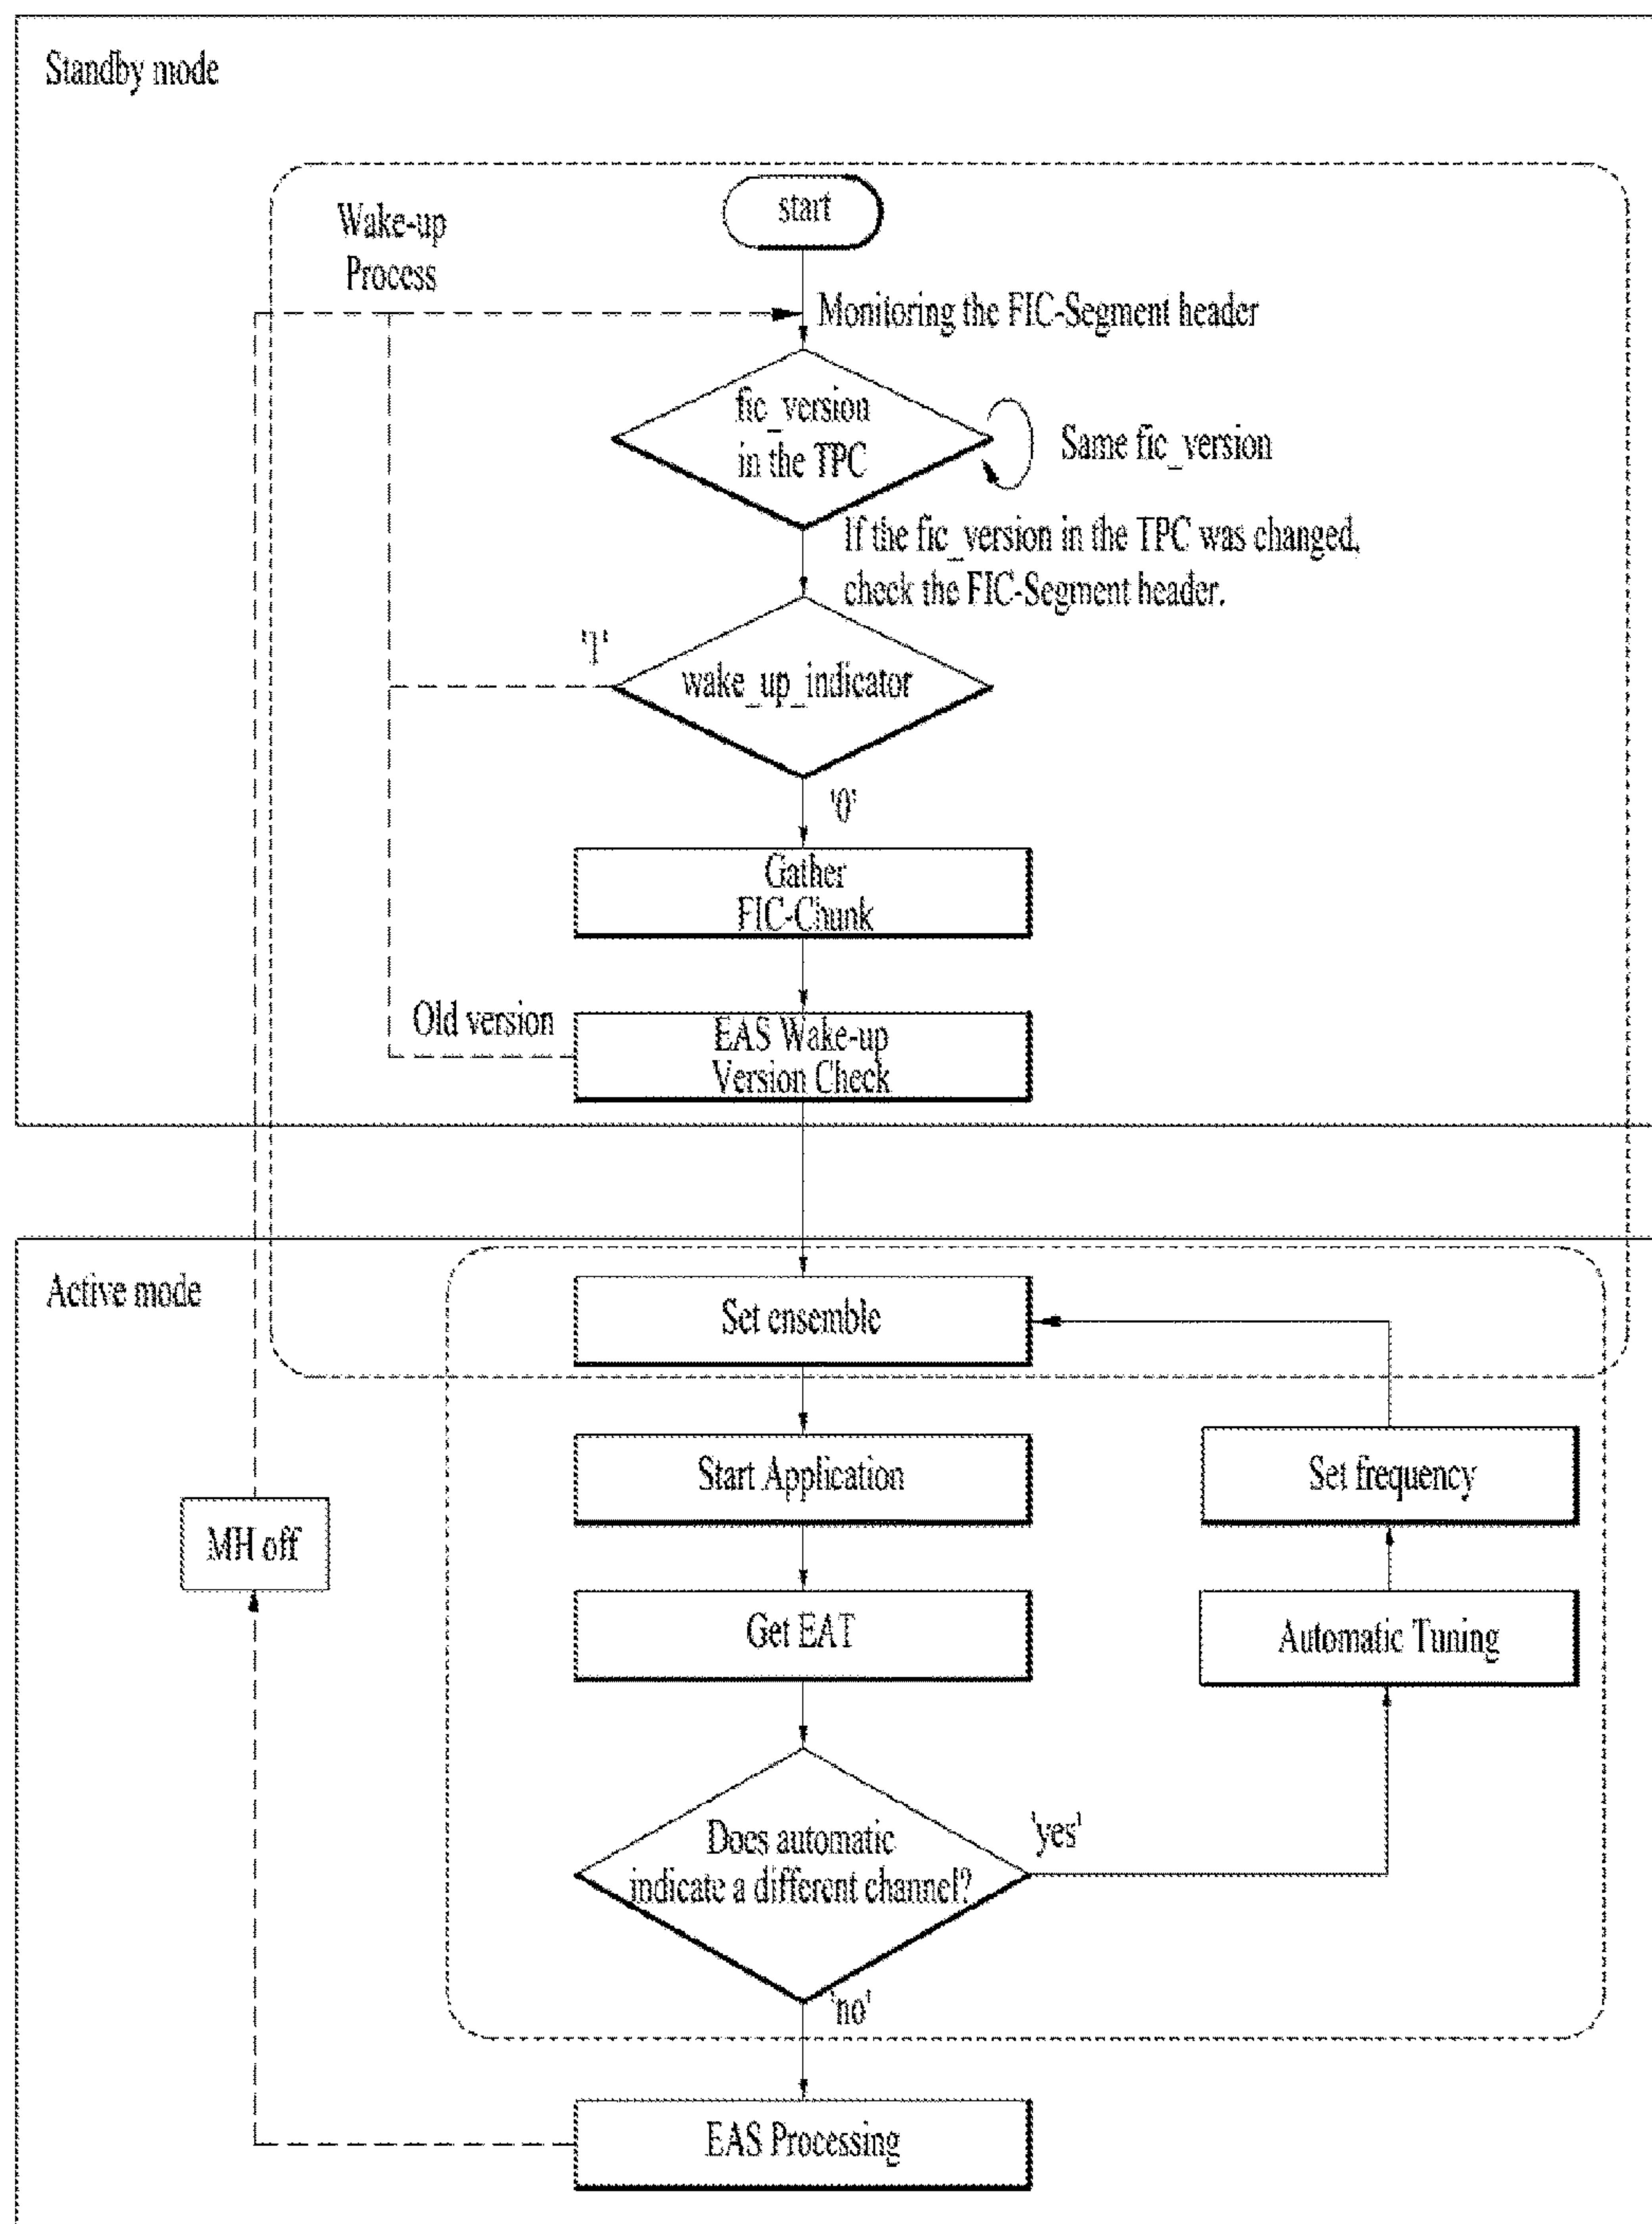 Standby mode
start
Wake-up
Process
Monitoring the FIC-Segment header
fic_version
in the TPC
Same fic_version
If the fic_version in the TPC was changed,
check the FIC-Segment header.
'1'
wake_up_indicator
'0'
Gather
FIC-Chunk
Old version
EAS Wake-up
Version Check
Active mode
Set ensemble
Start Application
Set frequency
MH off
Get EAT
Automatic Tuning
Does automatic
indicate a different channel?
'yes'
'no'
EAS Processing